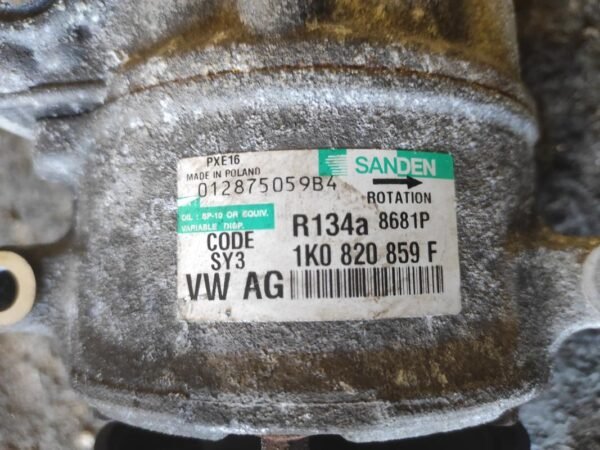 PXE16
MADE IN POLAND
SANDEN
012875059B4
ROTATION
OIL : SP-10 OR EQUIV.
VARIABLE DISP.
R134a 8681P
CODE
SY3
1K0 820 859 F
VW AG